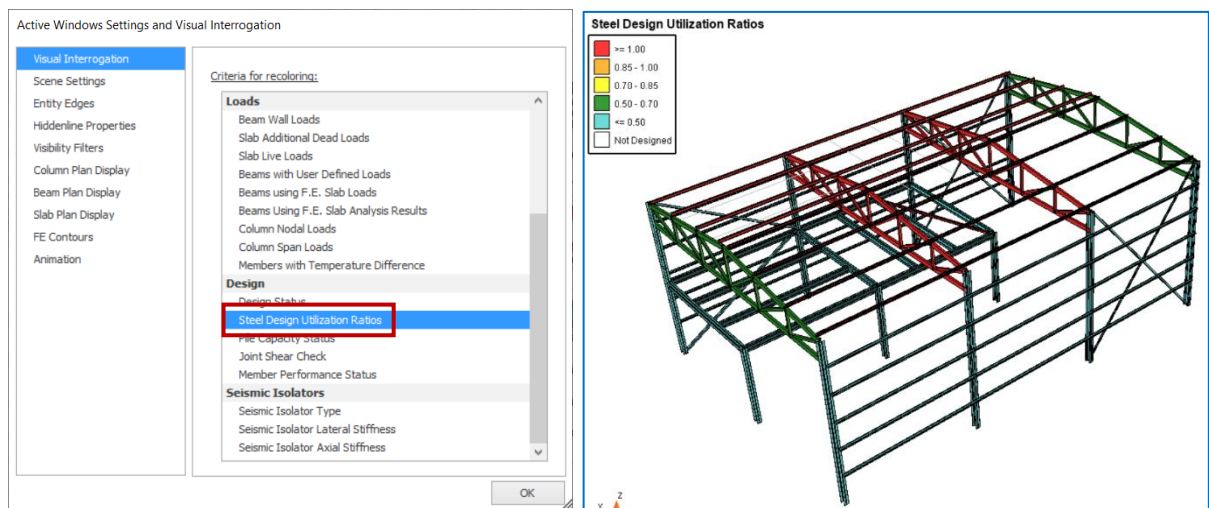 Active Windows Settings and Visual Interrogation
Visual Interrogation
Scene Settings
Entity Edges
Hiddenline Properties
Visibility Filters
Column Plan Display
Beam Plan Display
Slab Plan Display
FE Contours
Animation
Criteria for recoloring:
Loads
Beam Wall Loads
Slab Additional Dead Loads
Slab Live Loads
Beams with User Defined Loads
Beams using F.E. Slab Loads
Beams Using F.E. Slab Analysis Results
Column Nodal Loads
Column Span Loads
Members with Temperature Difference
Design
Design Status
Steel Design Utilization Ratios
Pile Capacity Status
Joint Shear Check
Member Performance Status
Seismic Isolators
Seismic Isolator Type
Seismic Isolator Lateral Stiffness
Seismic Isolator Axial Stiffness
OK
Steel Design Utilization Ratios
>= 1.00
0.85 - 1.00
0.70 - 0.85
0.50 - 0.70
<= 0.50
Not Designed
X Z